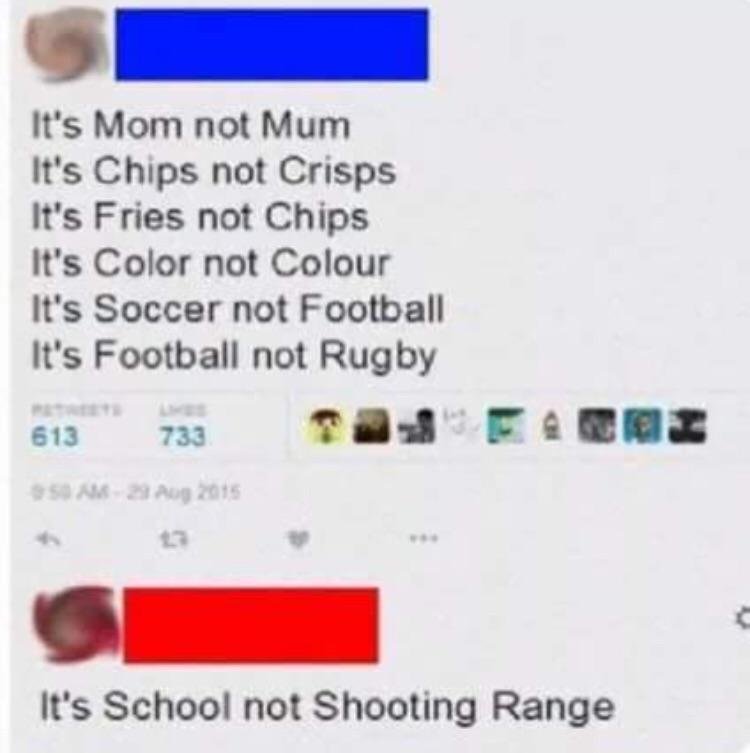 It's Mom not Mum
It's Chips not Crisps
It's Fries not Chips
It's Color not Colour
It's Soccer not Football
It's Football not Rugby
RETWEETS LIKES
613 733
9:50 AM - 29 Aug 2015
It's School not Shooting Range